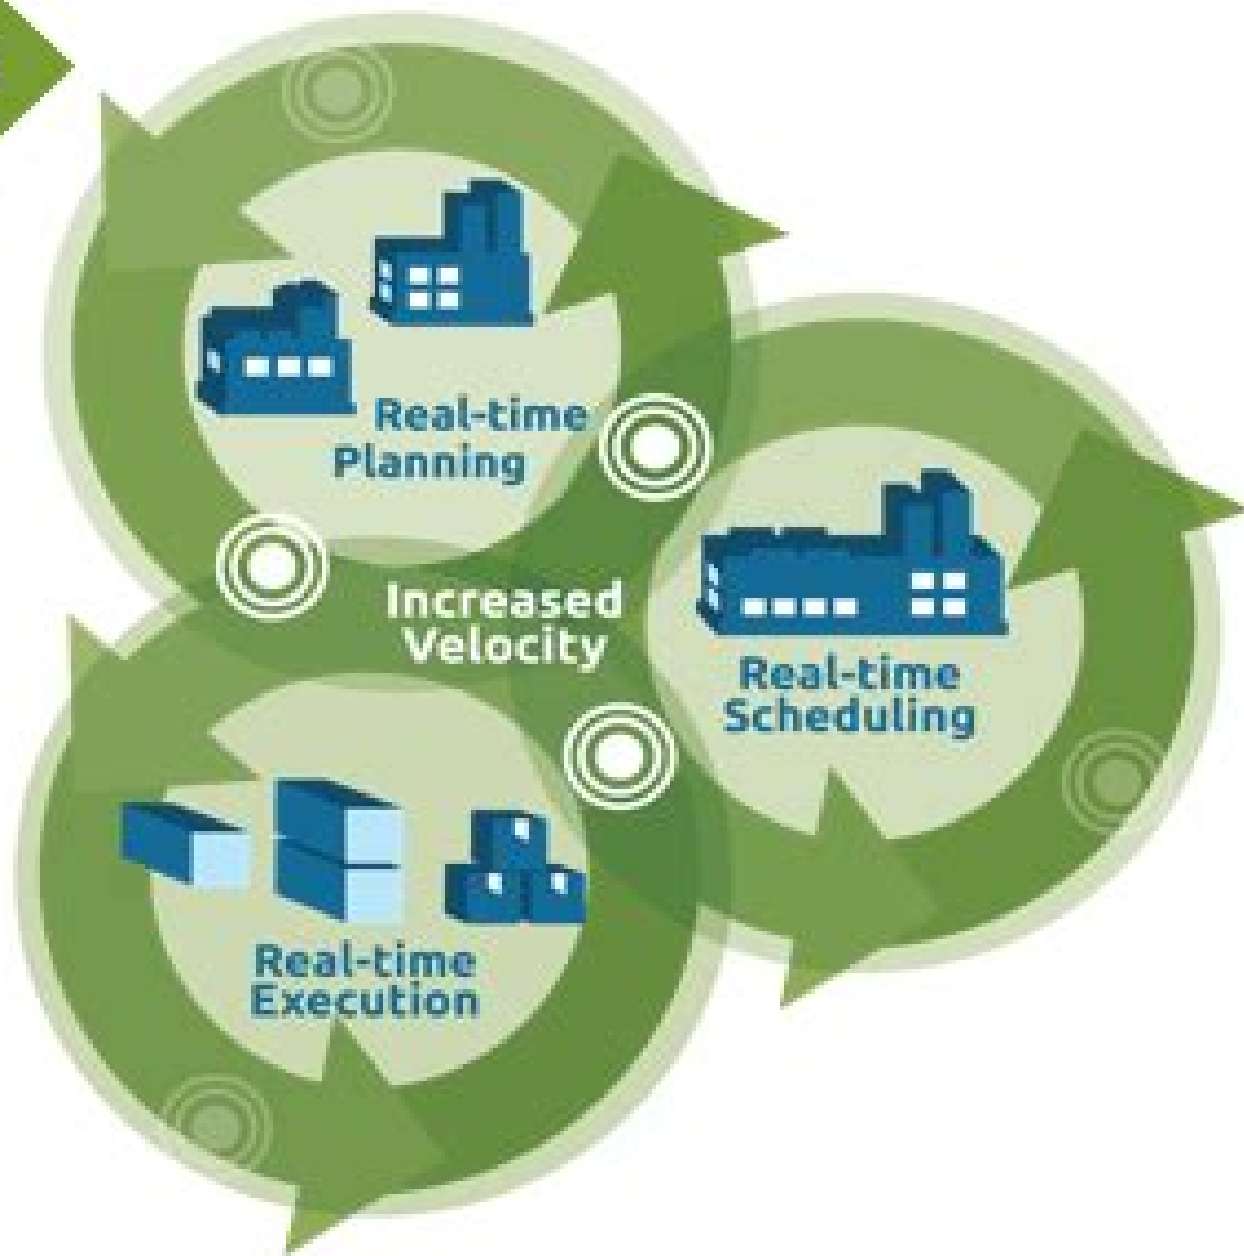 Real-time
Planning
Increased
Velocity
Real-time
Scheduling
Real-time
Execution